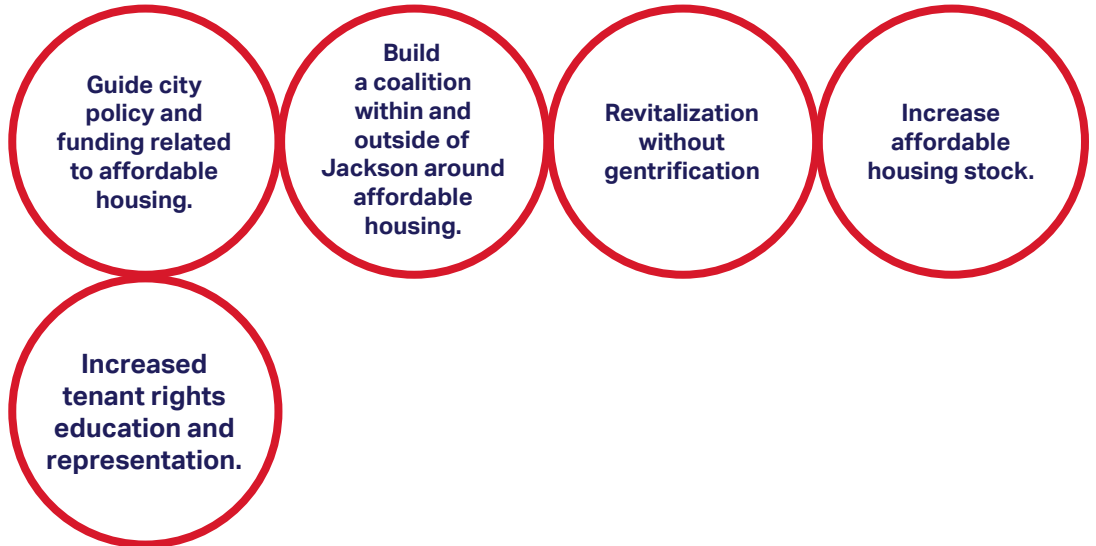 Guide city
policy and
funding related
to affordable
housing.
Build
a coalition
within and
outside of
Jackson around
affordable
housing.
Revitalization
without
gentrification
Increase
affordable
housing stock.
Increased
tenant rights
education and
representation.